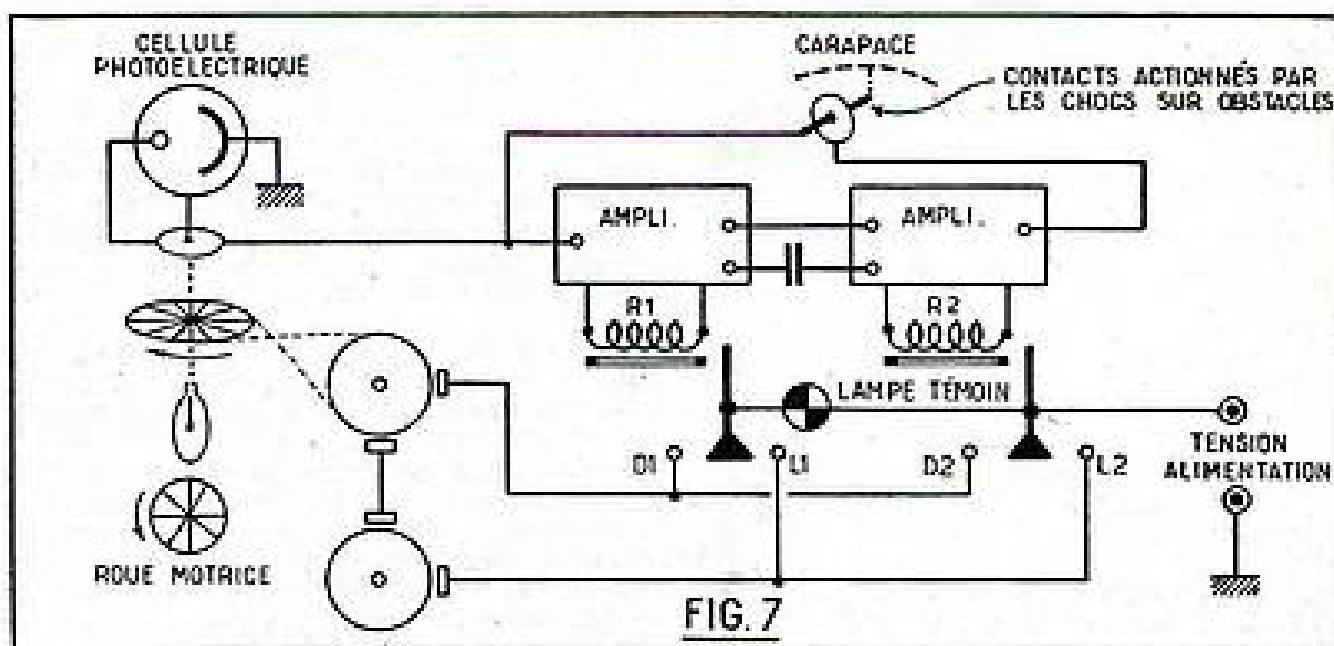 CELLULE
PHOTOELECTRIQUE
CARAPACE
CONTACTS ACTIONNÉS PAR
LES CHOCS SUR OBSTACLES
AMPLI.
AMPLI.
R1
R2
LAMPE TÉMOIN
D1
L1
D2
L2
TENSION
ALIMENTATION
ROUE MOTRICE
FIG. 7